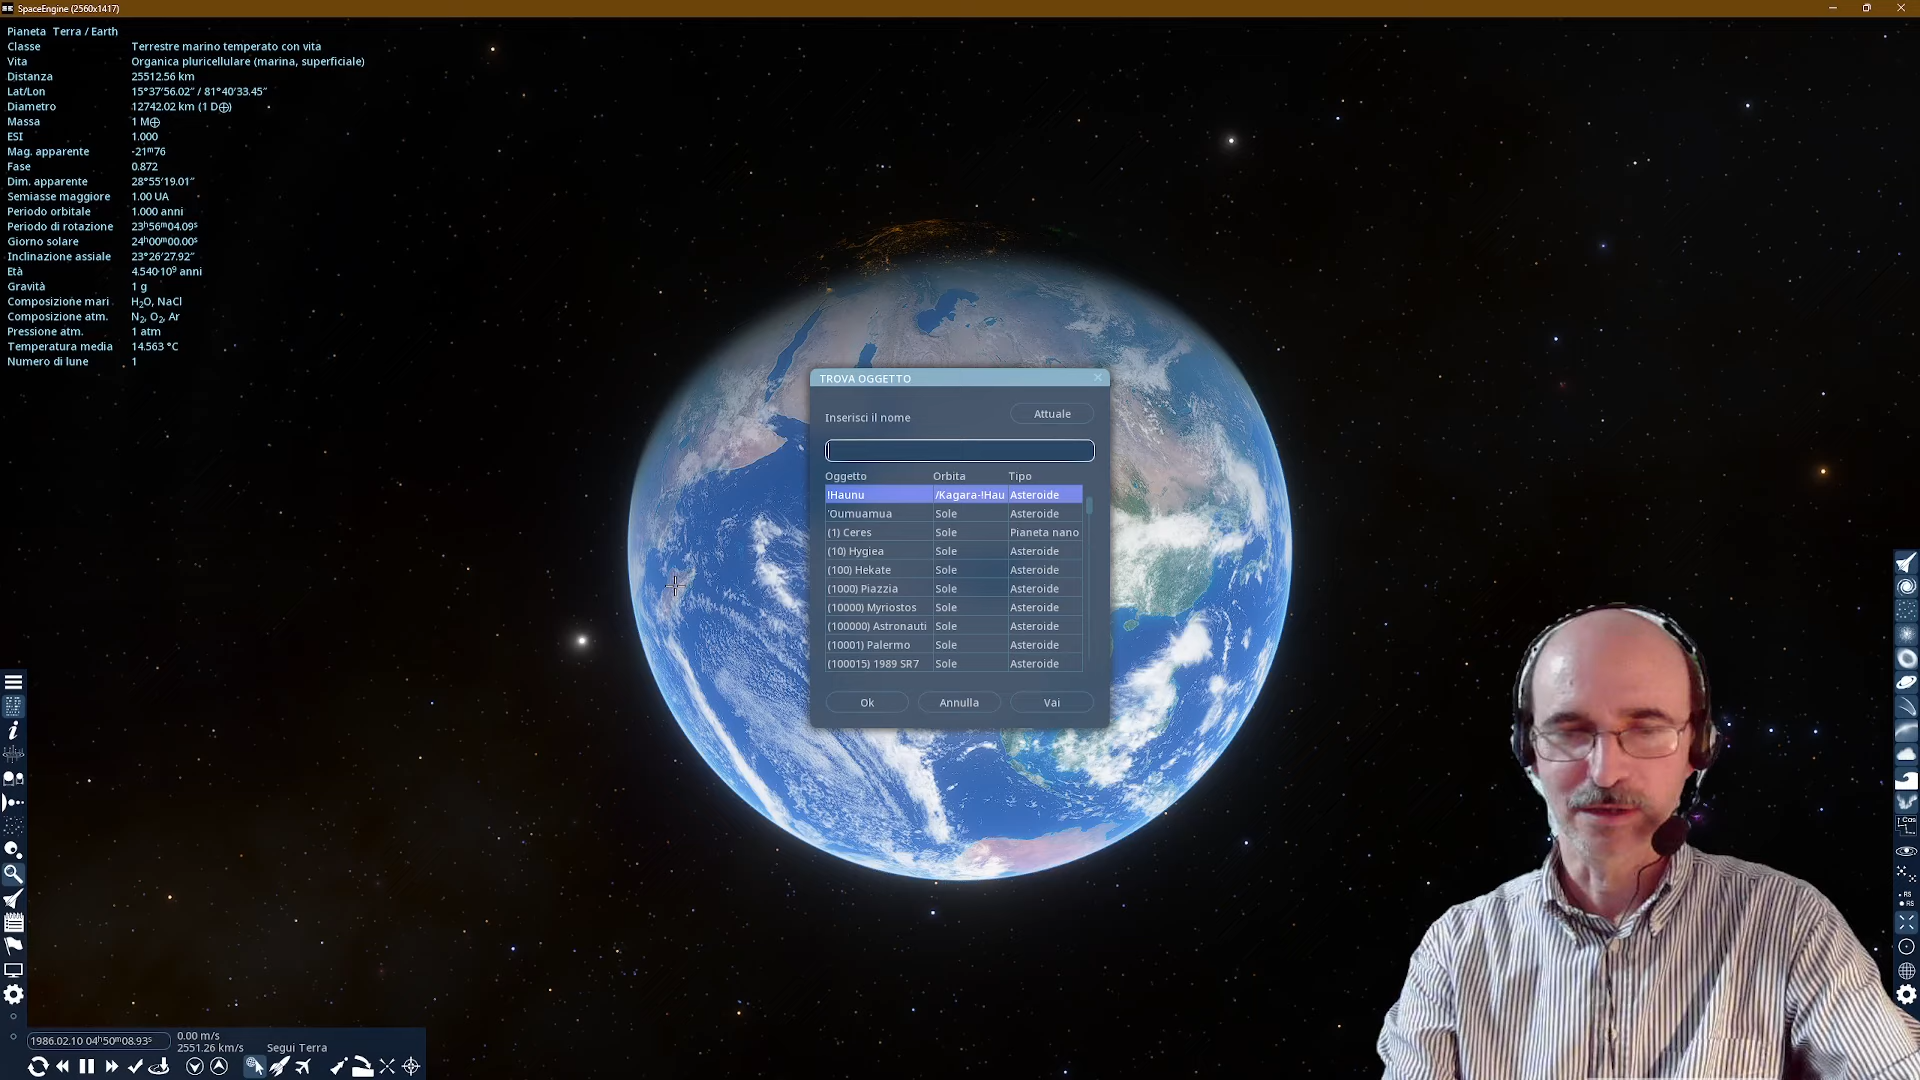 SpaceEngine (2560x1417)
Pianeta Terra / Earth
Classe Terrestre marino temperato con vita
Vita Organica pluricellulare (marina, superficiale)
Distanza 25512.56 km
Lat/Lon 15°37'56.02" / 81°40'33.45"
Diametro 12742.02 km (1 D⊕)
Massa 1 M⊕
ESI 1.000
Mag. apparente -21ᵐ76
Fase 0.872
Dim. apparente 28°55'19.01"
Semiasse maggiore 1.00 UA
Periodo orbitale 1.000 anni
Periodo di rotazione 23ʰ56ᵐ04.09ˢ
Giorno solare 24ʰ00ᵐ00.00ˢ
Inclinazione assiale 23°26'27.92"
Età 4.540·10⁹ anni
Gravità 1 g
Composizione mari H₂O, NaCl
Composizione atm. N₂, O₂, Ar
Pressione atm. 1 atm
Temperatura media 14.563 °C
Numero di lune 1
TROVA OGGETTO
Inserisci il nome Attuale
Oggetto Orbita Tipo
!Haunu /Kagara-!Hau Asteroide
'Oumuamua Sole Asteroide
(1) Ceres Sole Pianeta nano
(10) Hygiea Sole Asteroide
(100) Hekate Sole Asteroide
(1000) Piazzia Sole Asteroide
(10000) Myriostos Sole Asteroide
(100000) Astronauti Sole Asteroide
(10001) Palermo Sole Asteroide
(100015) 1989 SR7 Sole Asteroide
Ok Annulla Vai
Cos
RS
RS
1986.02.10 04ʰ50ᵐ08.93ˢ
0.00 m/s
2551.26 km/s Segui Terra